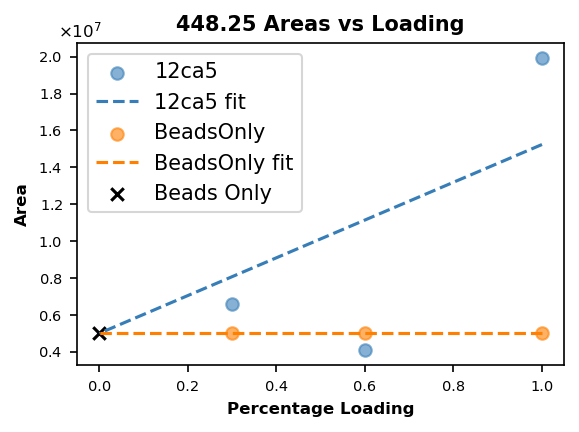 448.25 Areas vs Loading
×10⁷
2.0
1.8
1.6
1.4
1.2
1.0
0.8
0.6
0.4
Area
12ca5
12ca5 fit
BeadsOnly
BeadsOnly fit
Beads Only
0.0 0.2 0.4 0.6 0.8 1.0
Percentage Loading